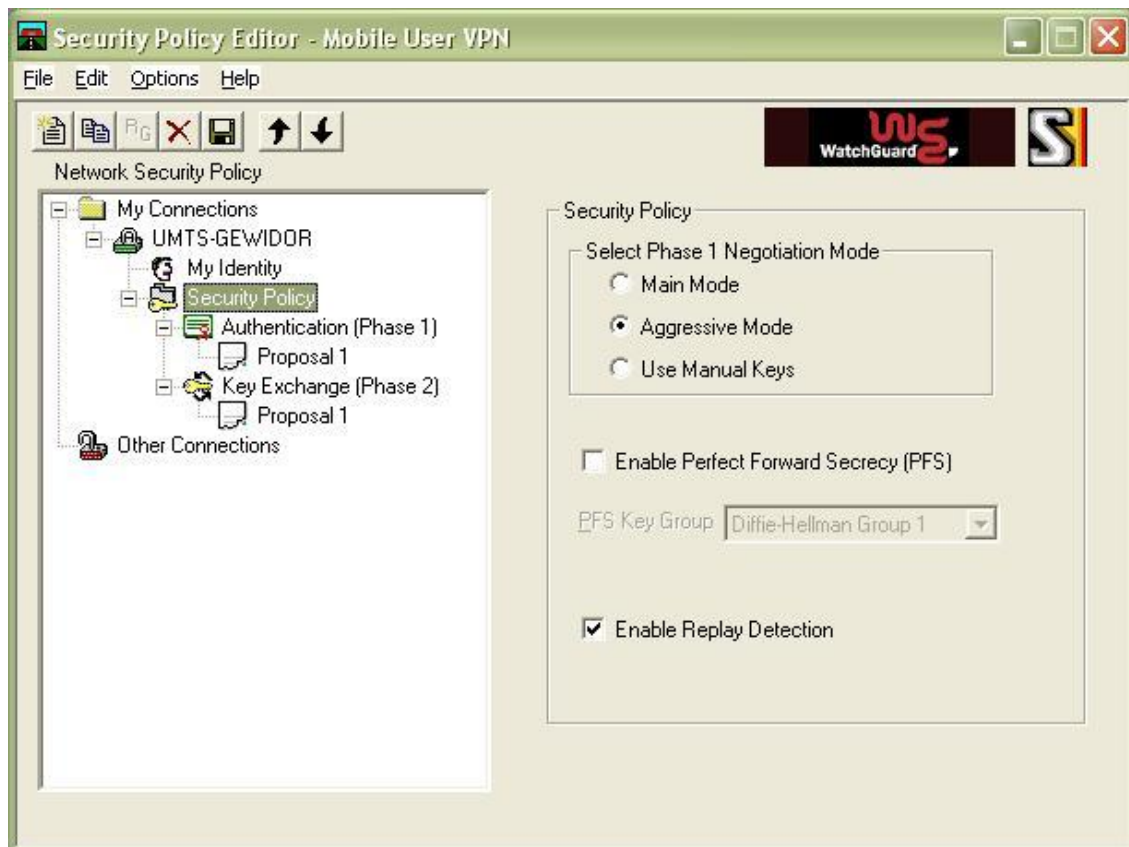 Security Policy Editor - Mobile User VPN
File Edit Options Help
WatchGuard
Network Security Policy
My Connections
UMTS-GEWIDOR
My Identity
Security Policy
Authentication (Phase 1)
Proposal 1
Key Exchange (Phase 2)
Proposal 1
Other Connections
Security Policy
Select Phase 1 Negotiation Mode
Main Mode
Aggressive Mode
Use Manual Keys
Enable Perfect Forward Secrecy (PFS)
PFS Key Group Diffie-Hellman Group 1
Enable Replay Detection